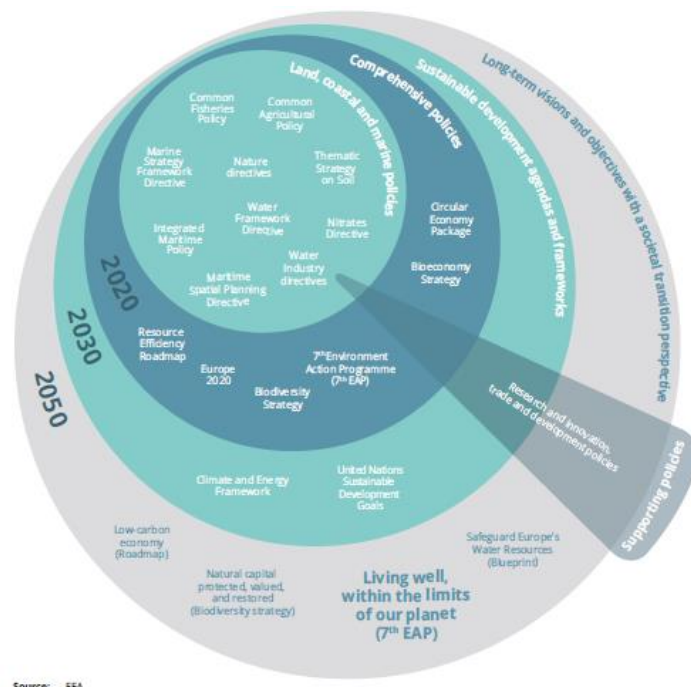 Long-term visions and objectives with a societal transition perspective
Sustainable development agendas and frameworks
Comprehensive policies
Land, coastal and marine policies
Common
Fisheries
Policy
Common
Agricultural
Policy
Marine
Strategy
Framework
Directive
Nature
directives
Thematic
Strategy
on Soil
Water
Framework
Directive
Nitrates
Directive
Integrated
Maritime
Policy
Water
Industry
directives
Maritime
Spatial Planning
Directive
Circular
Economy
Package
Bioeconomy
Strategy
2020
2030
2050
Resource
Efficiency
Roadmap
Europe
2020
Biodiversity
Strategy
7th Environment
Action Programme
(7th EAP)
Research and innovation,
trade and development policies
Supporting policies
Climate and Energy
Framework
United Nations
Sustainable
Development
Goals
Low-carbon
economy
(Roadmap)
Natural capital
protected, valued,
and restored
(Biodiversity strategy)
Living well,
within the limits
of our planet
(7th EAP)
Safeguard Europe's
Water Resources
(Blueprint)
Source: EEA